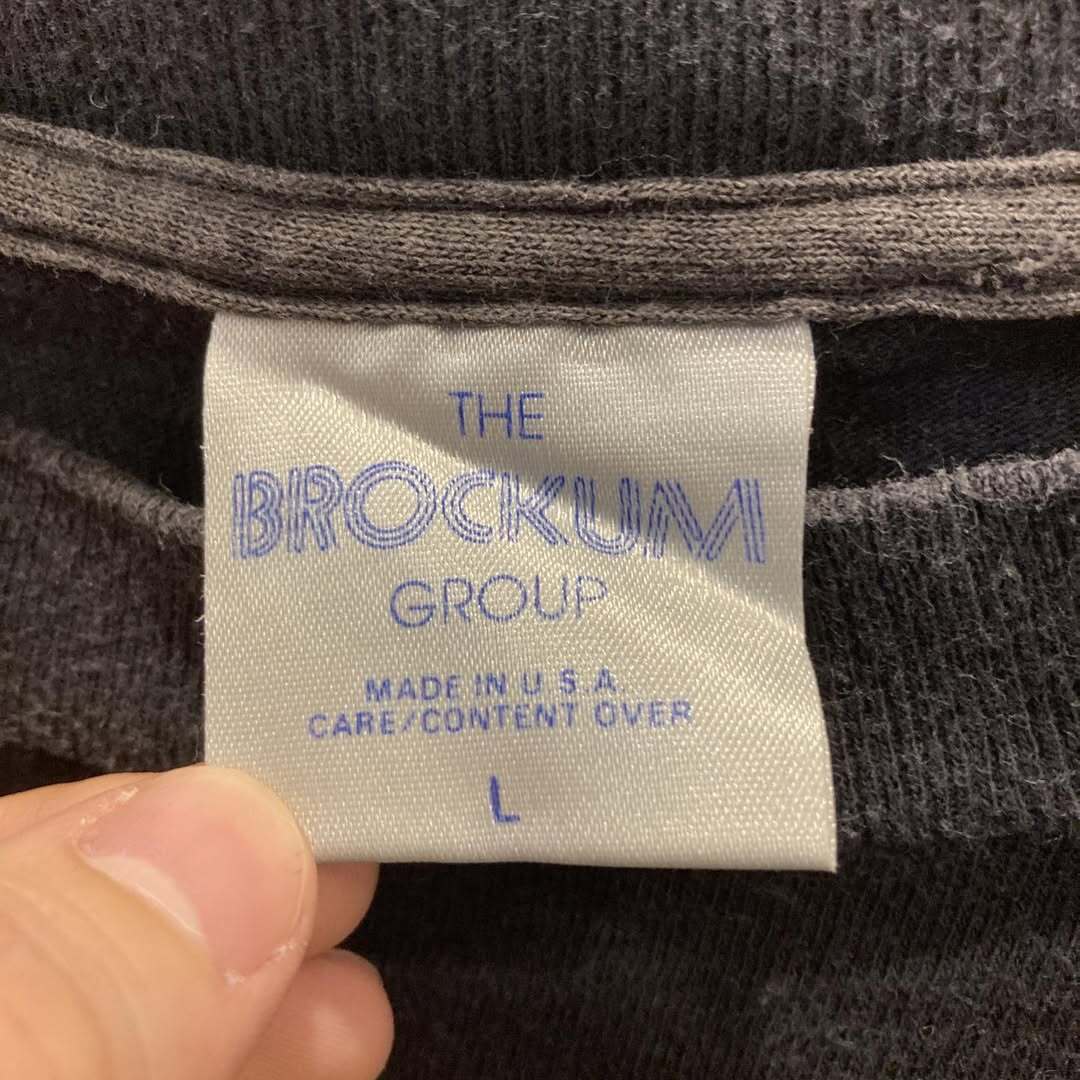 THE
BROCKUM
GROUP
MADE IN U.S.A.
CARE/CONTENT OVER
L